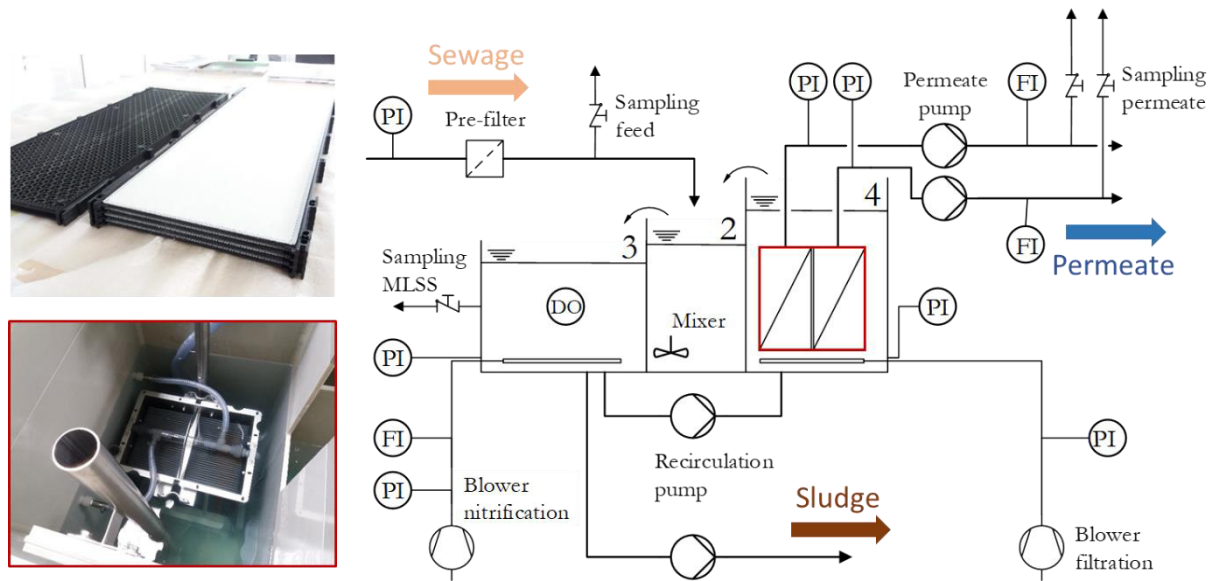 Sewage
PI
Pre-filter
Sampling
feed
PI
PI
Permeate
pump
FI
Sampling
permeate
FI
Permeate
4
2
3
Sampling
MLSS
DO
Mixer
PI
PI
FI
PI
PI
Recirculation
pump
Blower
nitrification
Sludge
Blower
filtration